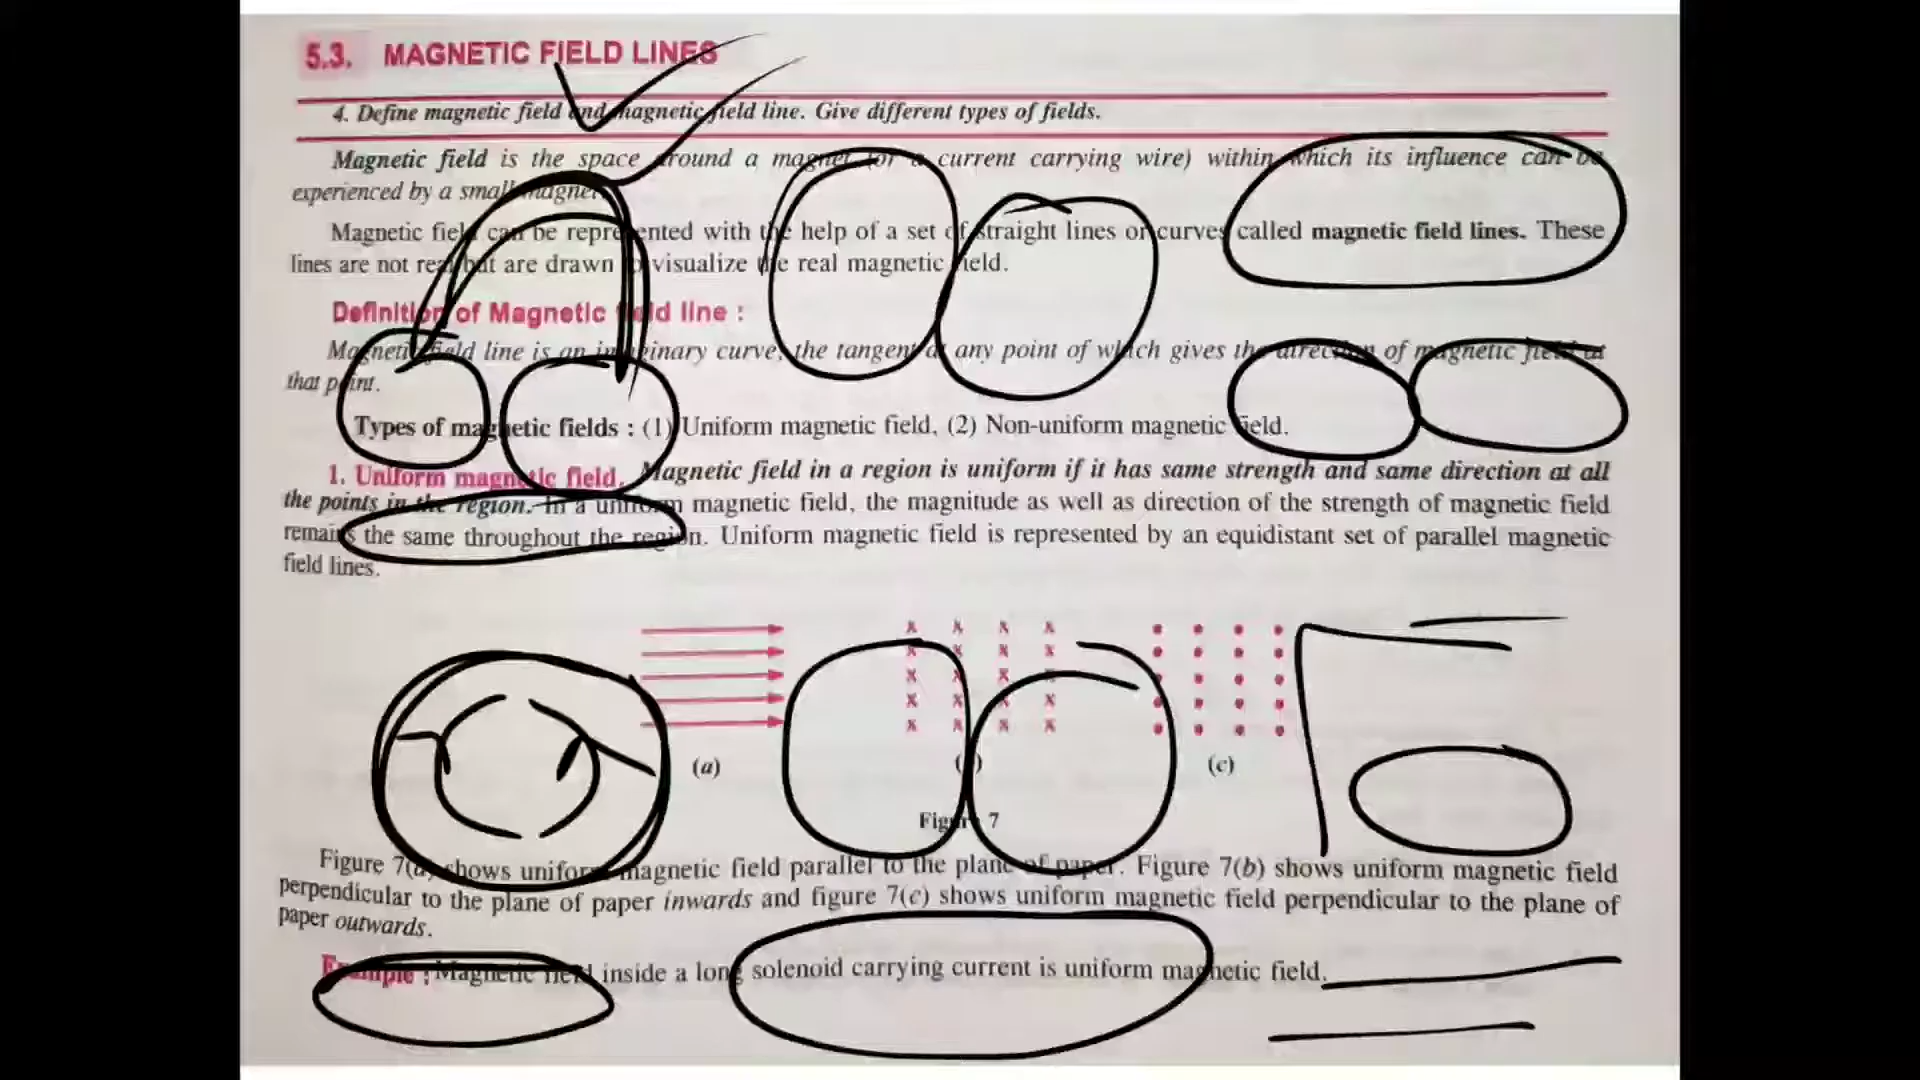 5.3. MAGNETIC FIELD LINES
4. Define magnetic field and magnetic field line. Give different types of fields.
Magnetic field is the space around a magnet (or a current carrying wire) within which its influence can be
experienced by a small magnet.
Magnetic field can be represented with the help of a set of straight lines or curves called magnetic field lines. These
lines are not real but are drawn to visualize the real magnetic field.
Definition of Magnetic field line :
Magnetic field line is an imaginary curve, the tangent at any point of which gives the direction of magnetic field at
that point.
Types of magnetic fields : (1) Uniform magnetic field, (2) Non-uniform magnetic field.
1. Uniform magnetic field. Magnetic field in a region is uniform if it has same strength and same direction at all
the points in the region. In a uniform magnetic field, the magnitude as well as direction of the strength of magnetic field
remains the same throughout the region. Uniform magnetic field is represented by an equidistant set of parallel magnetic
field lines.
x x x x
x x x x
x x x x
x x x x
x x x x
(a) (b) (c)
Figure 7
Figure 7(a) shows uniform magnetic field parallel to the plane of paper. Figure 7(b) shows uniform magnetic field
perpendicular to the plane of paper inwards and figure 7(c) shows uniform magnetic field perpendicular to the plane of
paper outwards.
Example : Magnetic field inside a long solenoid carrying current is uniform magnetic field.